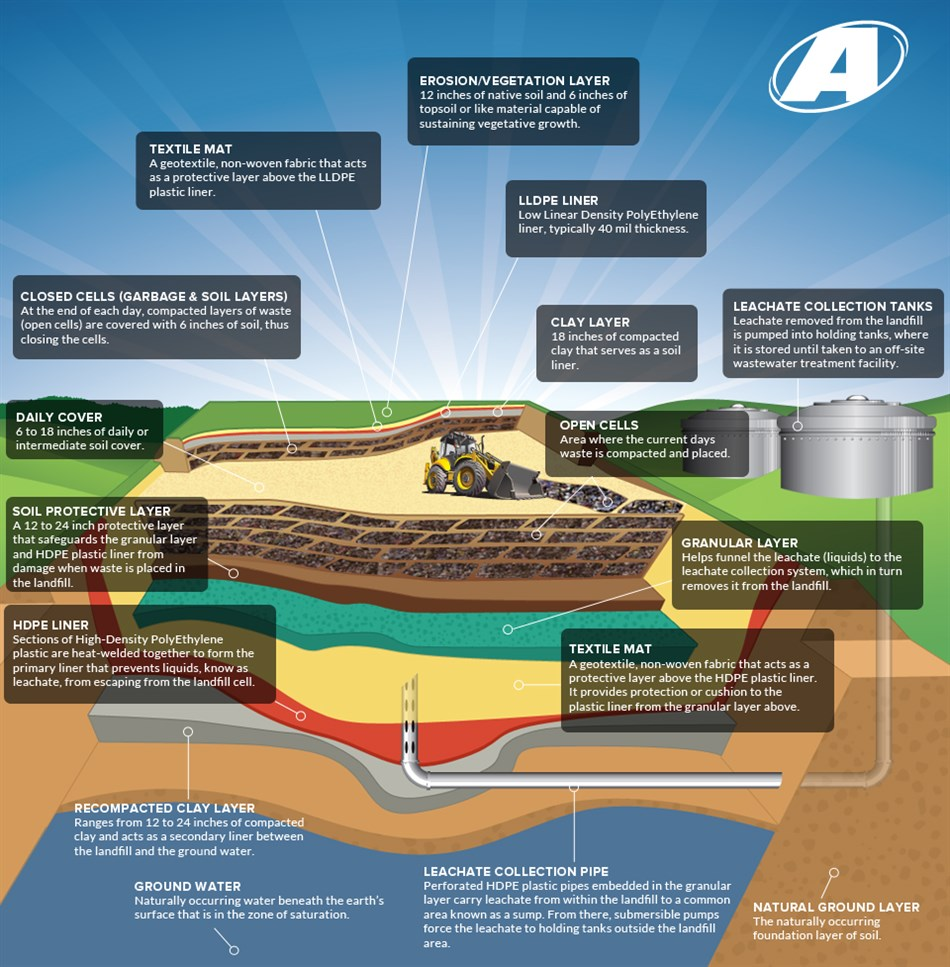 A
EROSION/VEGETATION LAYER
12 inches of native soil and 6 inches of
topsoil or like material capable of
sustaining vegetative growth.
TEXTILE MAT
A geotextile, non-woven fabric that acts
as a protective layer above the LLDPE
plastic liner.
LLDPE LINER
Low Linear Density PolyEthylene
liner, typically 40 mil thickness.
CLOSED CELLS (GARBAGE & SOIL LAYERS)
At the end of each day, compacted layers of waste
(open cells) are covered with 6 inches of soil, thus
closing the cells.
CLAY LAYER
18 inches of compacted
clay that serves as a soil
liner.
LEACHATE COLLECTION TANKS
Leachate removed from the landfill
is pumped into holding tanks, where
it is stored until taken to an off-site
wastewater treatment facility.
DAILY COVER
6 to 18 inches of daily or
intermediate soil cover.
OPEN CELLS
Area where the current days
waste is compacted and placed.
SOIL PROTECTIVE LAYER
A 12 to 24 inch protective layer
that safeguards the granular layer
and HDPE plastic liner from
damage when waste is placed in
the landfill.
GRANULAR LAYER
Helps funnel the leachate (liquids) to the
leachate collection system, which in turn
removes it from the landfill.
HDPE LINER
Sections of High-Density PolyEthylene
plastic are heat-welded together to form the
primary liner that prevents liquids, know as
leachate, from escaping from the landfill cell.
TEXTILE MAT
A geotextile, non-woven fabric that acts as a
protective layer above the HDPE plastic liner.
It provides protection or cushion to the
plastic liner from the granular layer above.
RECOMPACTED CLAY LAYER
Ranges from 12 to 24 inches of compacted
clay and acts as a secondary liner between
the landfill and the ground water.
GROUND WATER
Naturally occurring water beneath the earth's
surface that is in the zone of saturation.
LEACHATE COLLECTION PIPE
Perforated HDPE plastic pipes embedded in the granular
layer carry leachate from within the landfill to a common
area known as a sump. From there, submersible pumps
force the leachate to holding tanks outside the landfill
area.
NATURAL GROUND LAYER
The naturally occurring
foundation layer of soil.